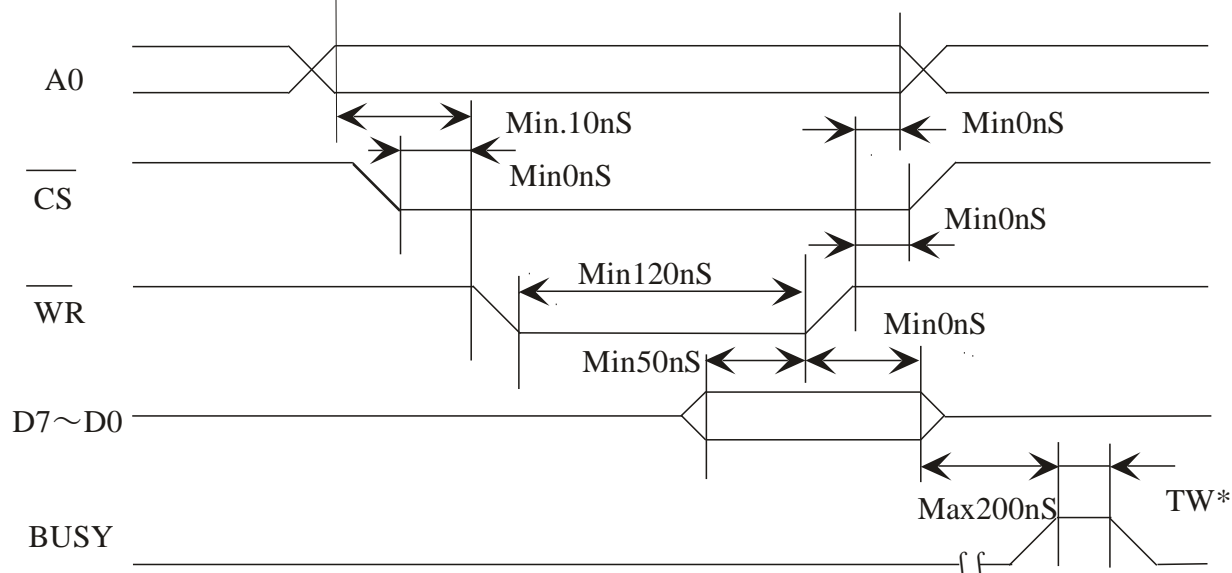 A0
Min.10nS
Min0nS
CS
Min0nS
Min0nS
WR
Min120nS
Min0nS
Min50nS
D7～D0
Max200nS
TW*
BUSY